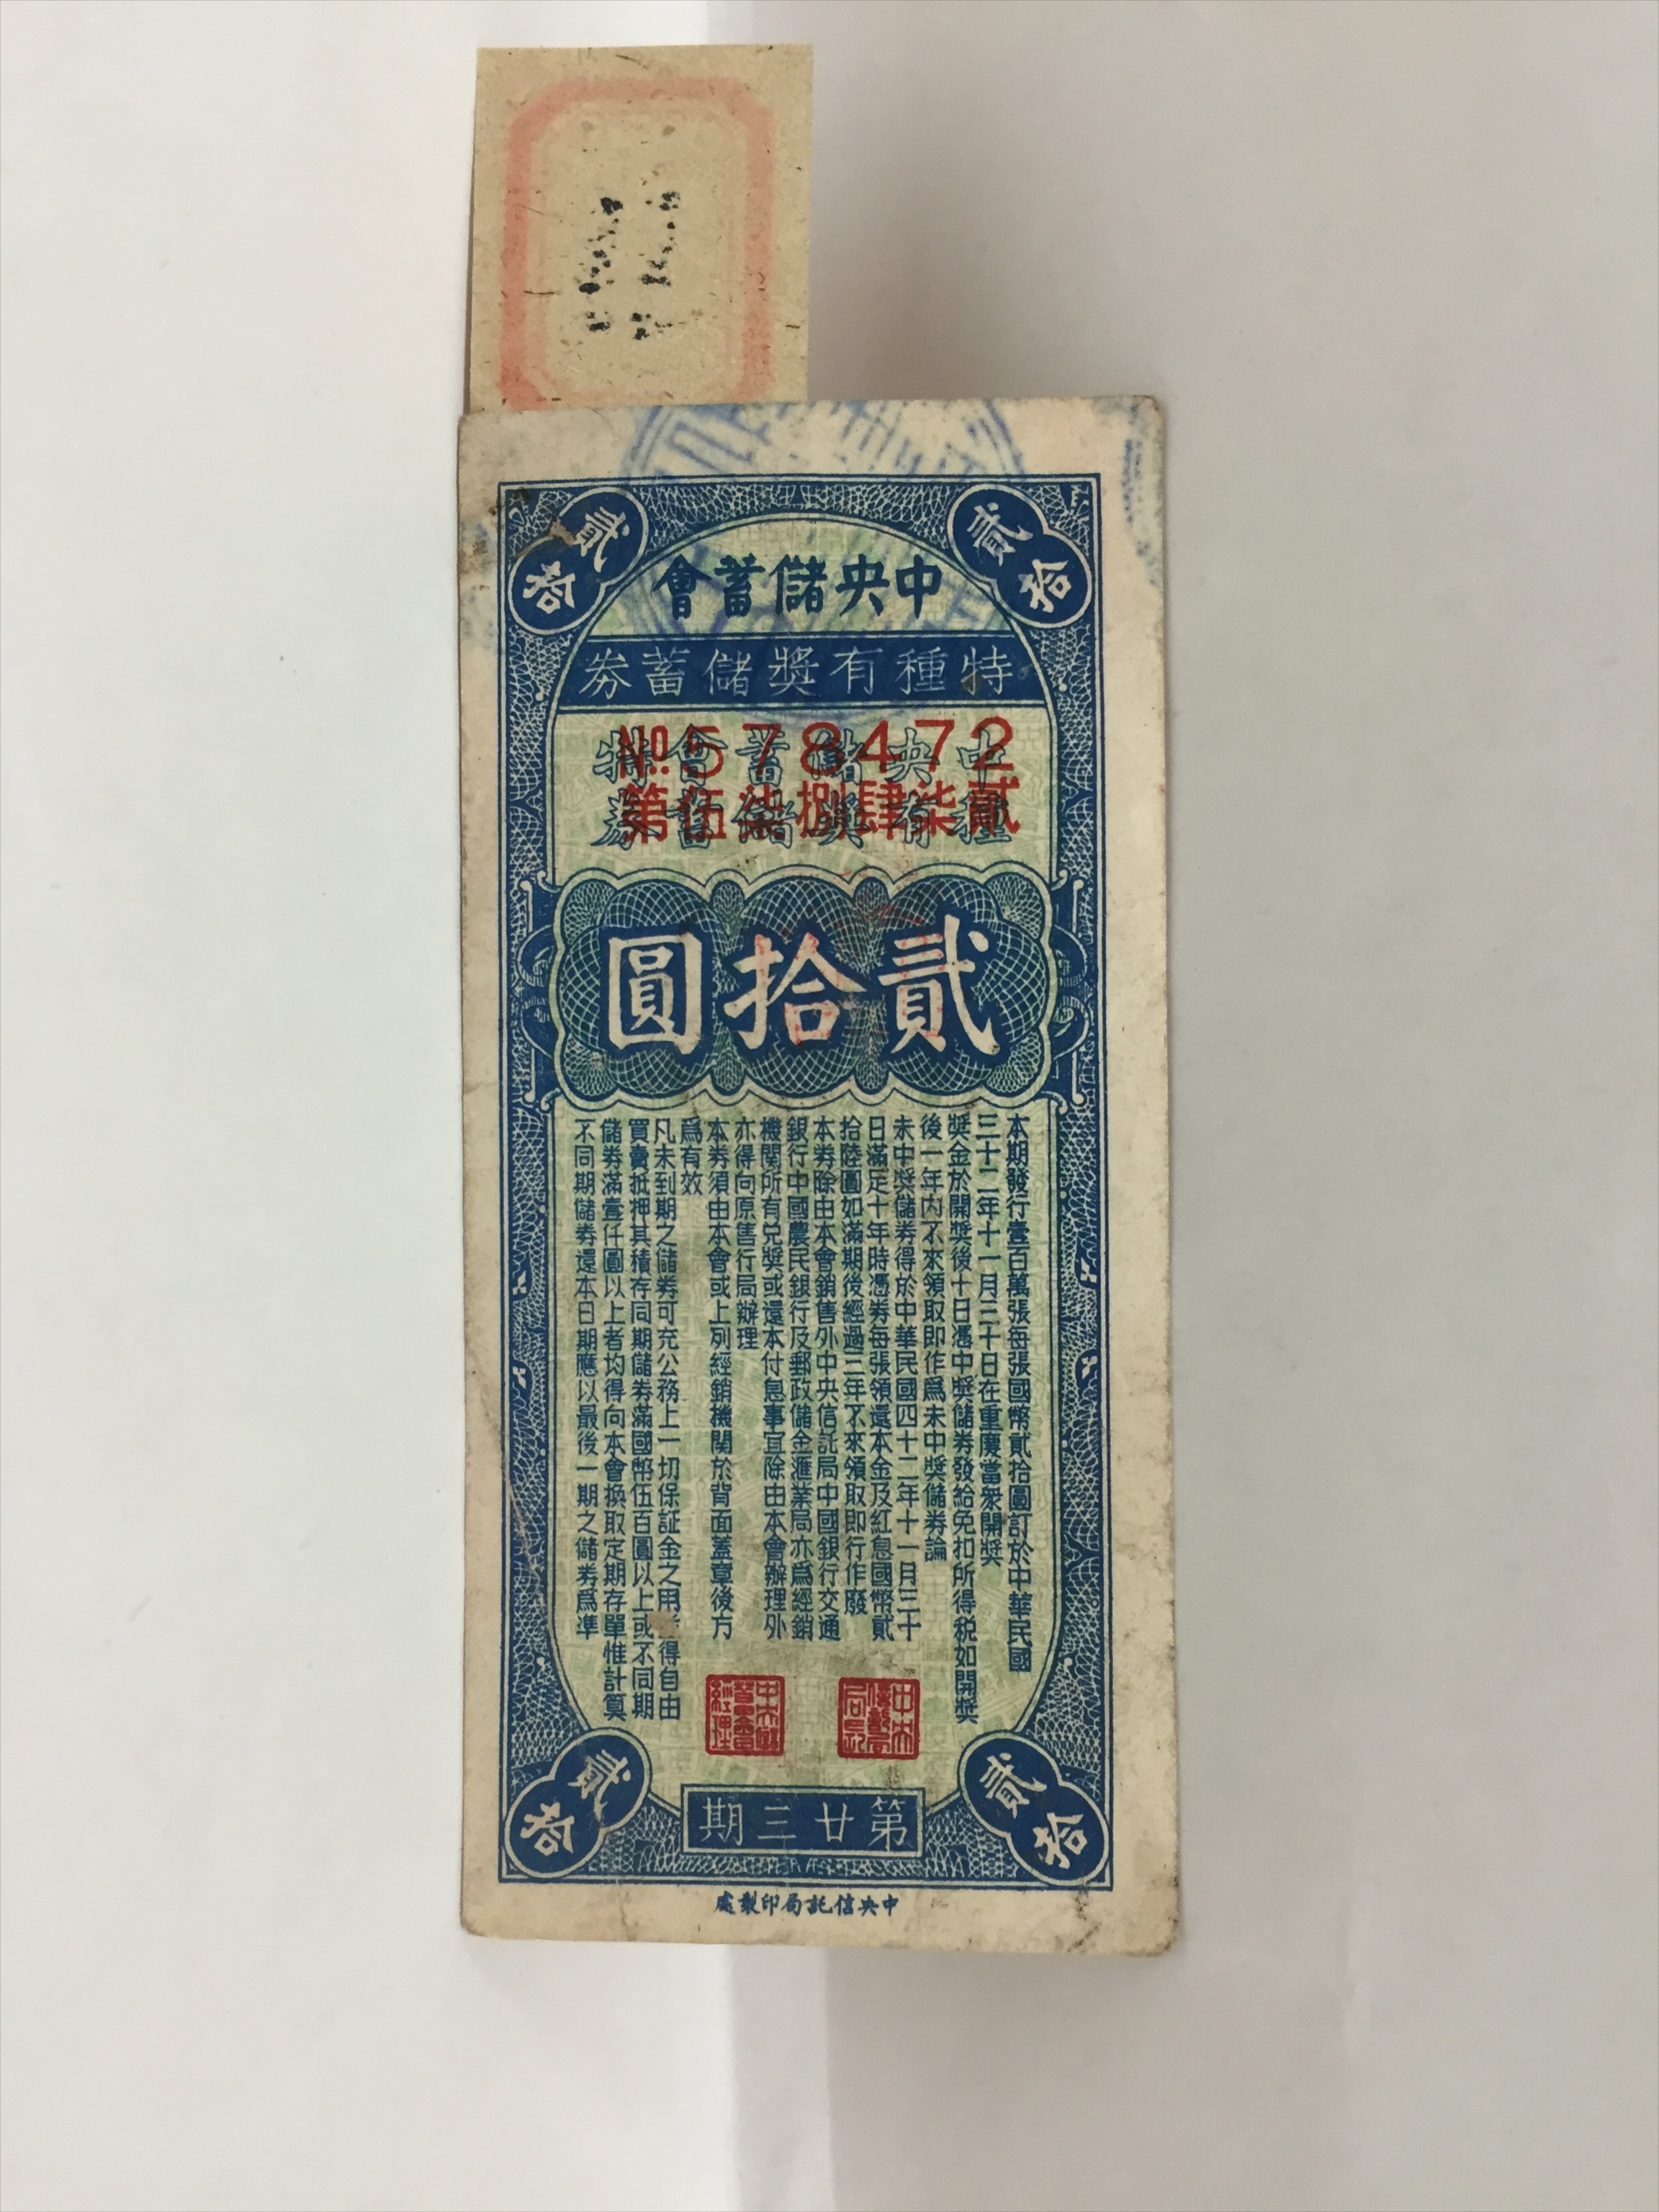 中央儲蓄會
特種有獎儲蓄券
中央儲蓄會特
種有獎儲蓄券
№578472
第伍柒捌肆柒貳
貳拾圓
貳拾
貳拾
本期發行壹百萬張每張國幣貳拾圓訂於中華民國
三十二年十一月三十日在重慶當衆開獎
獎金於開獎後十日憑中獎儲券發給免扣所得稅如開獎
後一年內不來領取即作爲未中獎儲券論
未中獎儲券得於中華民國四十二年十一月三十
日滿足十年時憑券每張領還本金及紅息國幣貳
拾陸圓如滿期後經過三年不來領取即行作廢
本券除由本會銷售外中央信託局中國銀行交通
銀行中國農民銀行及郵政儲金滙業局亦爲經銷
機関所有兌獎或還本付息事宜除由本會辦理外
亦得向原售行局辦理
本券須由本會或上列經銷機関於背面蓋章後方
爲有效
凡未到期之儲券可充公務上一切保証金之用並得自由
買賣抵押其積存同期儲券滿國幣伍百圓以上或不同期
儲券滿壹仟圓以上者均得向本會換取定期存單惟計算
不同期儲券還本日期應以最後一期之儲券爲準
貳拾
貳拾
第廿三期
中央信託局印製處